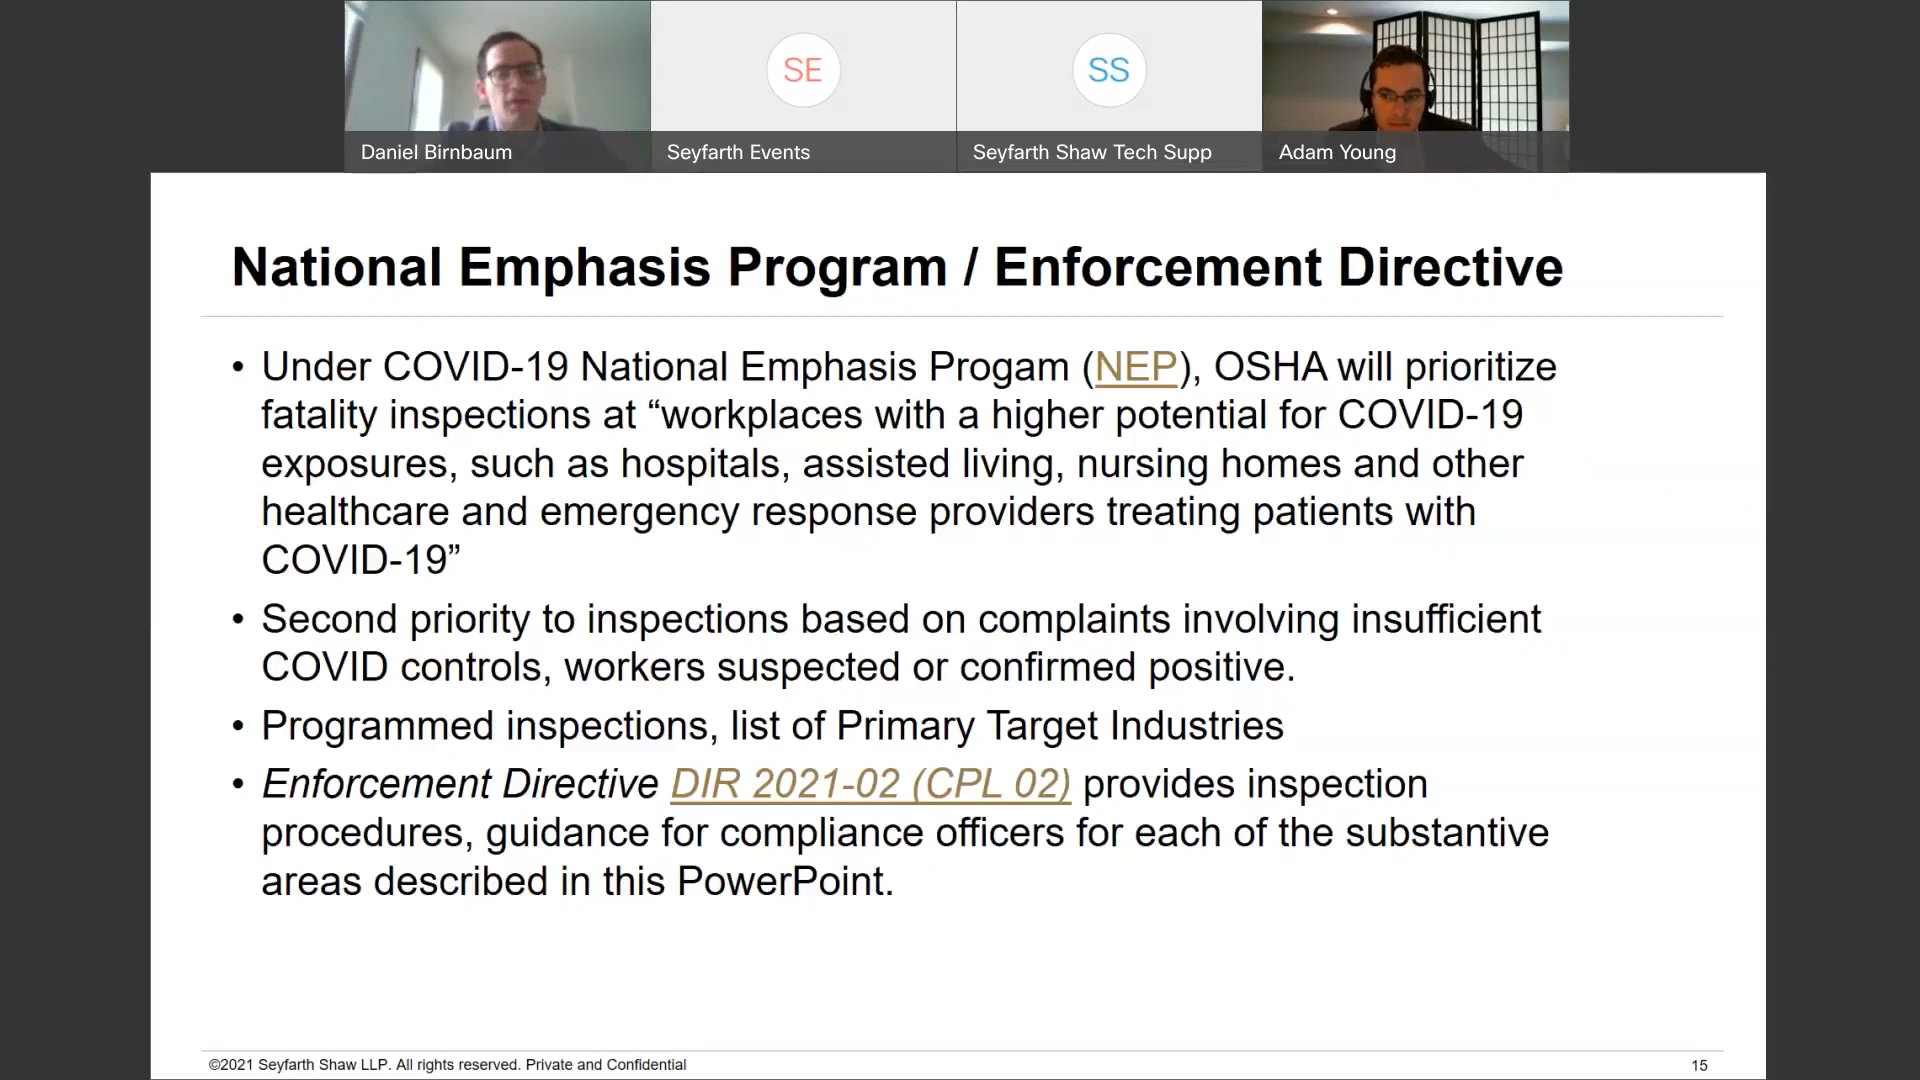 SE
SS
Daniel Birnbaum
Seyfarth Events
Seyfarth Shaw Tech Supp
Adam Young
National Emphasis Program / Enforcement Directive
• Under COVID-19 National Emphasis Progam (NEP), OSHA will prioritize
fatality inspections at “workplaces with a higher potential for COVID-19
exposures, such as hospitals, assisted living, nursing homes and other
healthcare and emergency response providers treating patients with
COVID-19”
• Second priority to inspections based on complaints involving insufficient
COVID controls, workers suspected or confirmed positive.
• Programmed inspections, list of Primary Target Industries
• Enforcement Directive DIR 2021-02 (CPL 02) provides inspection
procedures, guidance for compliance officers for each of the substantive
areas described in this PowerPoint.
©2021 Seyfarth Shaw LLP. All rights reserved. Private and Confidential
15